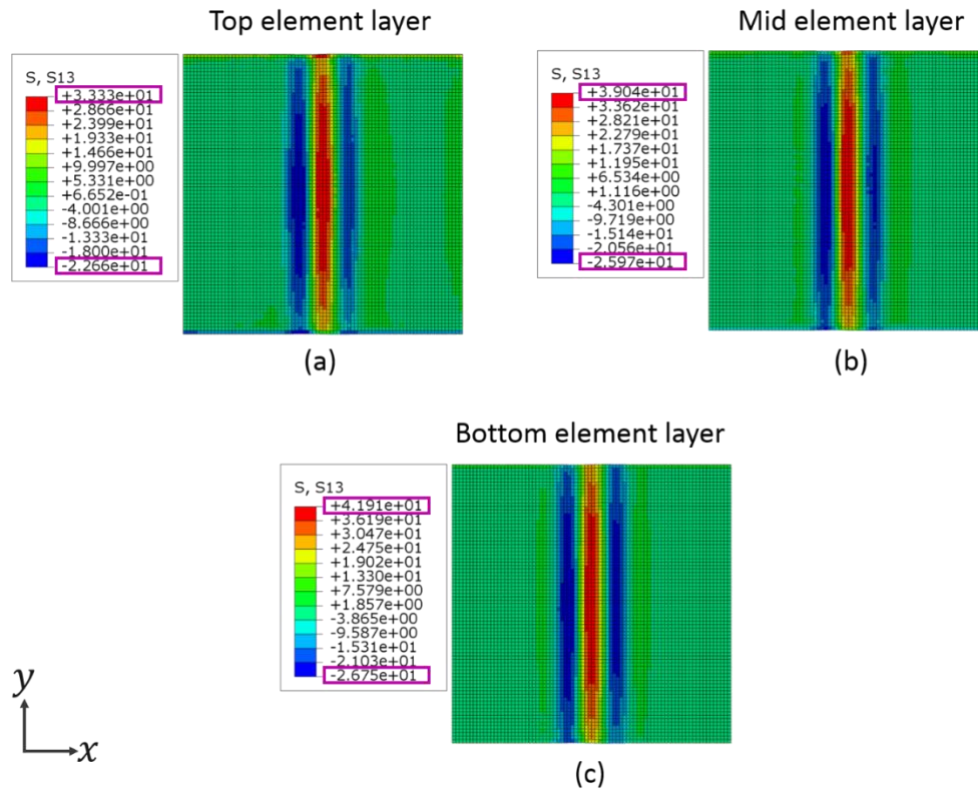 Top element layer
Mid element layer
S, S13
+3.333e+01
+2.866e+01
+2.399e+01
+1.933e+01
+1.466e+01
+9.997e+00
+5.331e+00
+6.652e-01
-4.001e+00
-8.666e+00
-1.333e+01
-1.800e+01
-2.266e+01
(a)
S, S13
+3.904e+01
+3.362e+01
+2.821e+01
+2.279e+01
+1.737e+01
+1.195e+01
+6.534e+00
+1.116e+00
-4.301e+00
-9.719e+00
-1.514e+01
-2.056e+01
-2.597e+01
(b)
Bottom element layer
S, S13
+4.191e+01
+3.619e+01
+3.047e+01
+2.475e+01
+1.902e+01
+1.330e+01
+7.579e+00
+1.857e+00
-3.865e+00
-9.587e+00
-1.531e+01
-2.103e+01
-2.675e+01
(c)
y
x